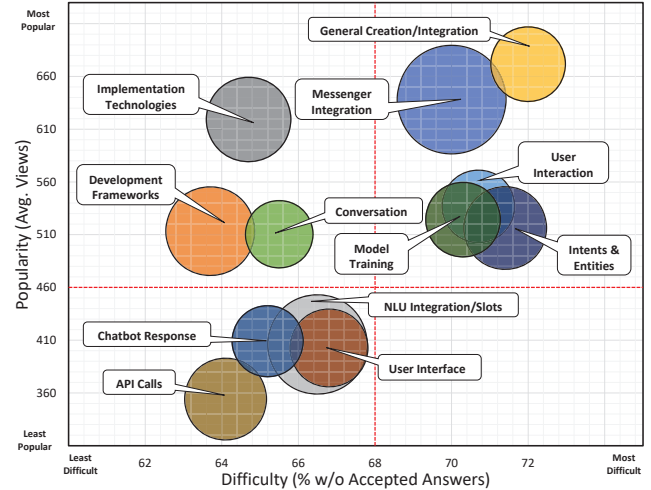 Most
Popular
General Creation/Integration
660
Implementation
Technologies
Messenger
Integration
610
User
Interaction
560
Development
Frameworks
Conversation
510
Model
Training
Intents &
Entities
460
NLU Integration/Slots
Chatbot Response
410
User Interface
API Calls
360
Popularity (Avg. Views)
Least
Popular
Least
Difficult
62
64
66
68
70
72
Most
Difficult
Difficulty (% w/o Accepted Answers)